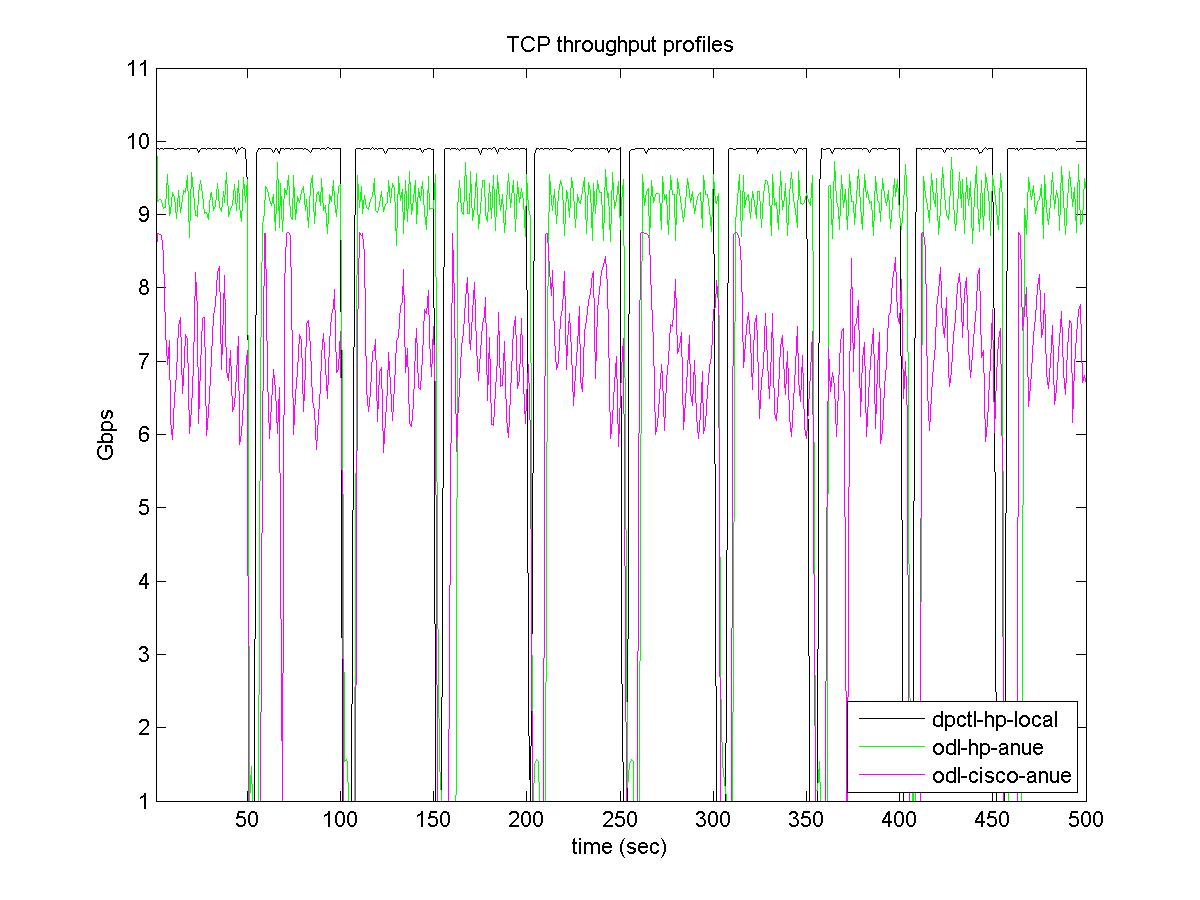 TCP throughput profiles
11
10
9
8
7
6
5
4
3
2
1
Gbps
50 100 150 200 250 300 350 400 450 500
time (sec)
dpctl-hp-local
odl-hp-anue
odl-cisco-anue